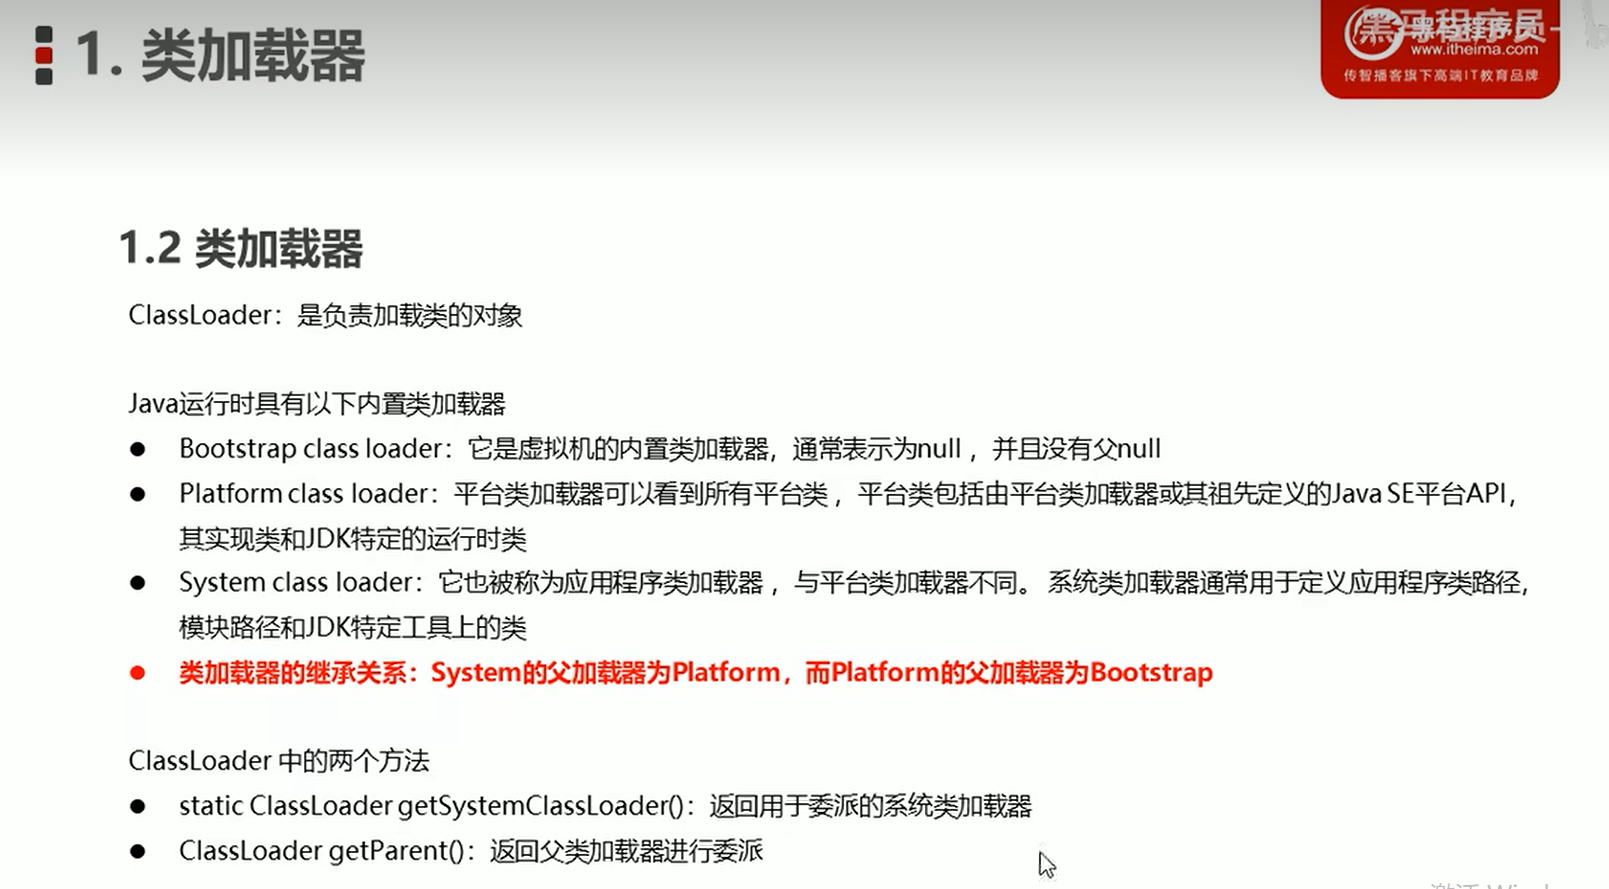 1. 类加载器
黑马程序员
www.itheima.com
传智播客旗下高端IT教育品牌
1.2 类加载器
ClassLoader：是负责加载类的对象
Java运行时具有以下内置类加载器
● Bootstrap class loader：它是虚拟机的内置类加载器，通常表示为null ，并且没有父null
● Platform class loader：平台类加载器可以看到所有平台类 ，平台类包括由平台类加载器或其祖先定义的Java SE平台API，
其实现类和JDK特定的运行时类
● System class loader：它也被称为应用程序类加载器 ，与平台类加载器不同。 系统类加载器通常用于定义应用程序类路径，
模块路径和JDK特定工具上的类
● 类加载器的继承关系：System的父加载器为Platform，而Platform的父加载器为Bootstrap
ClassLoader 中的两个方法
● static ClassLoader getSystemClassLoader()：返回用于委派的系统类加载器
● ClassLoader getParent()：返回父类加载器进行委派